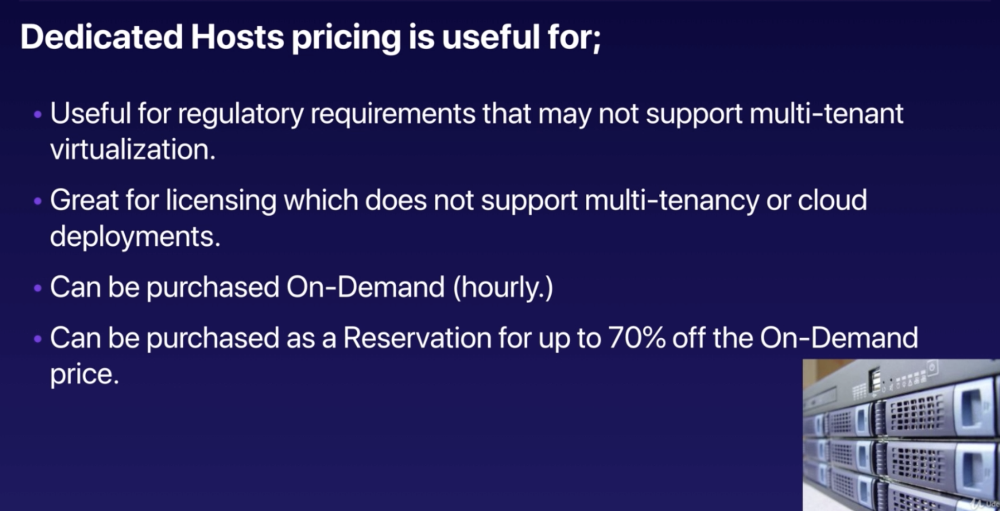 Dedicated Hosts pricing is useful for;
• Useful for regulatory requirements that may not support multi-tenant
virtualization.
• Great for licensing which does not support multi-tenancy or cloud
deployments.
• Can be purchased On-Demand (hourly.)
• Can be purchased as a Reservation for up to 70% off the On-Demand
price.